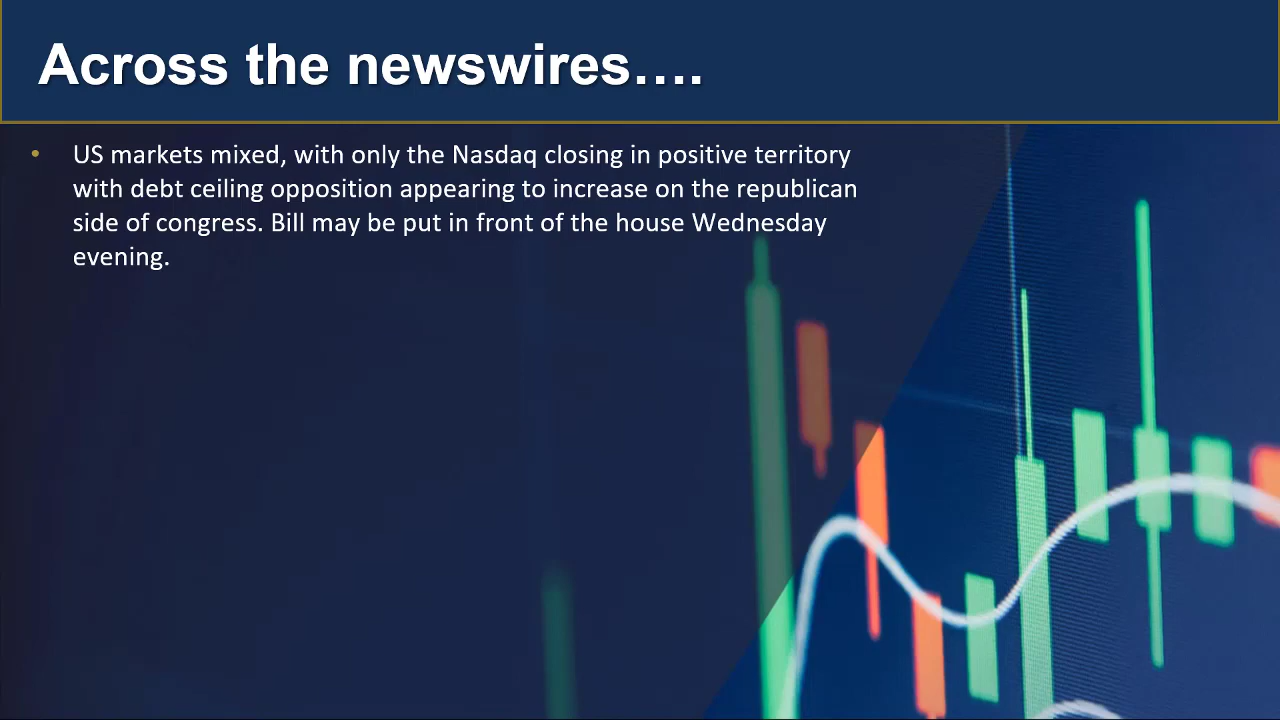 Across the newswires....
• US markets mixed, with only the Nasdaq closing in positive territory
with debt ceiling opposition appearing to increase on the republican
side of congress. Bill may be put in front of the house Wednesday
evening.